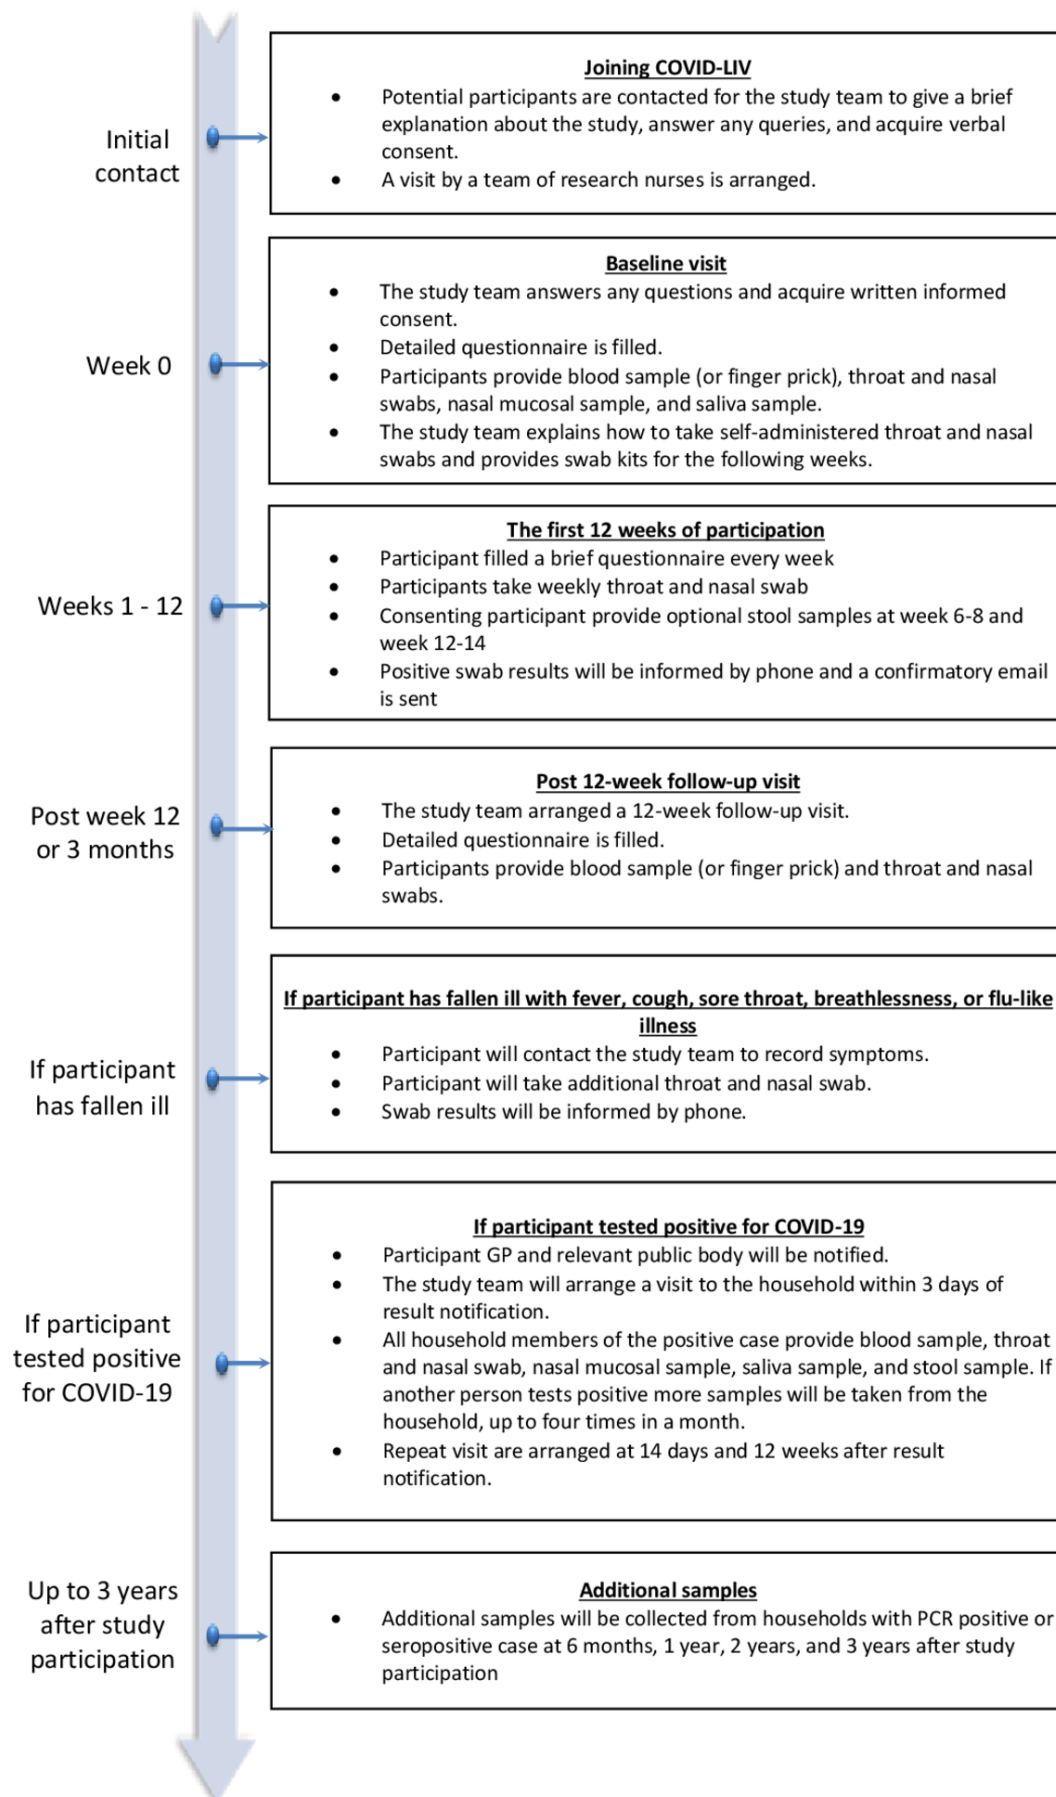 Initial
contact
Joining COVID-LIV
• Potential participants are contacted for the study team to give a brief
explanation about the study, answer any queries, and acquire verbal
consent.
• A visit by a team of research nurses is arranged.
Week 0
Baseline visit
• The study team answers any questions and acquire written informed
consent.
• Detailed questionnaire is filled.
• Participants provide blood sample (or finger prick), throat and nasal
swabs, nasal mucosal sample, and saliva sample.
• The study team explains how to take self-administered throat and nasal
swabs and provides swab kits for the following weeks.
Weeks 1 - 12
The first 12 weeks of participation
• Participant filled a brief questionnaire every week
• Participants take weekly throat and nasal swab
• Consenting participant provide optional stool samples at week 6-8 and
week 12-14
• Positive swab results will be informed by phone and a confirmatory email
is sent
Post week 12
or 3 months
Post 12-week follow-up visit
• The study team arranged a 12-week follow-up visit.
• Detailed questionnaire is filled.
• Participants provide blood sample (or finger prick) and throat and nasal
swabs.
If participant
has fallen ill
If participant has fallen ill with fever, cough, sore throat, breathlessness, or flu-like
illness
• Participant will contact the study team to record symptoms.
• Participant will take additional throat and nasal swab.
• Swab results will be informed by phone.
If participant
tested positive
for COVID-19
If participant tested positive for COVID-19
• Participant GP and relevant public body will be notified.
• The study team will arrange a visit to the household within 3 days of
result notification.
• All household members of the positive case provide blood sample, throat
and nasal swab, nasal mucosal sample, saliva sample, and stool sample. If
another person tests positive more samples will be taken from the
household, up to four times in a month.
• Repeat visit are arranged at 14 days and 12 weeks after result
notification.
Up to 3 years
after study
participation
Additional samples
• Additional samples will be collected from households with PCR positive or
seropositive case at 6 months, 1 year, 2 years, and 3 years after study
participation